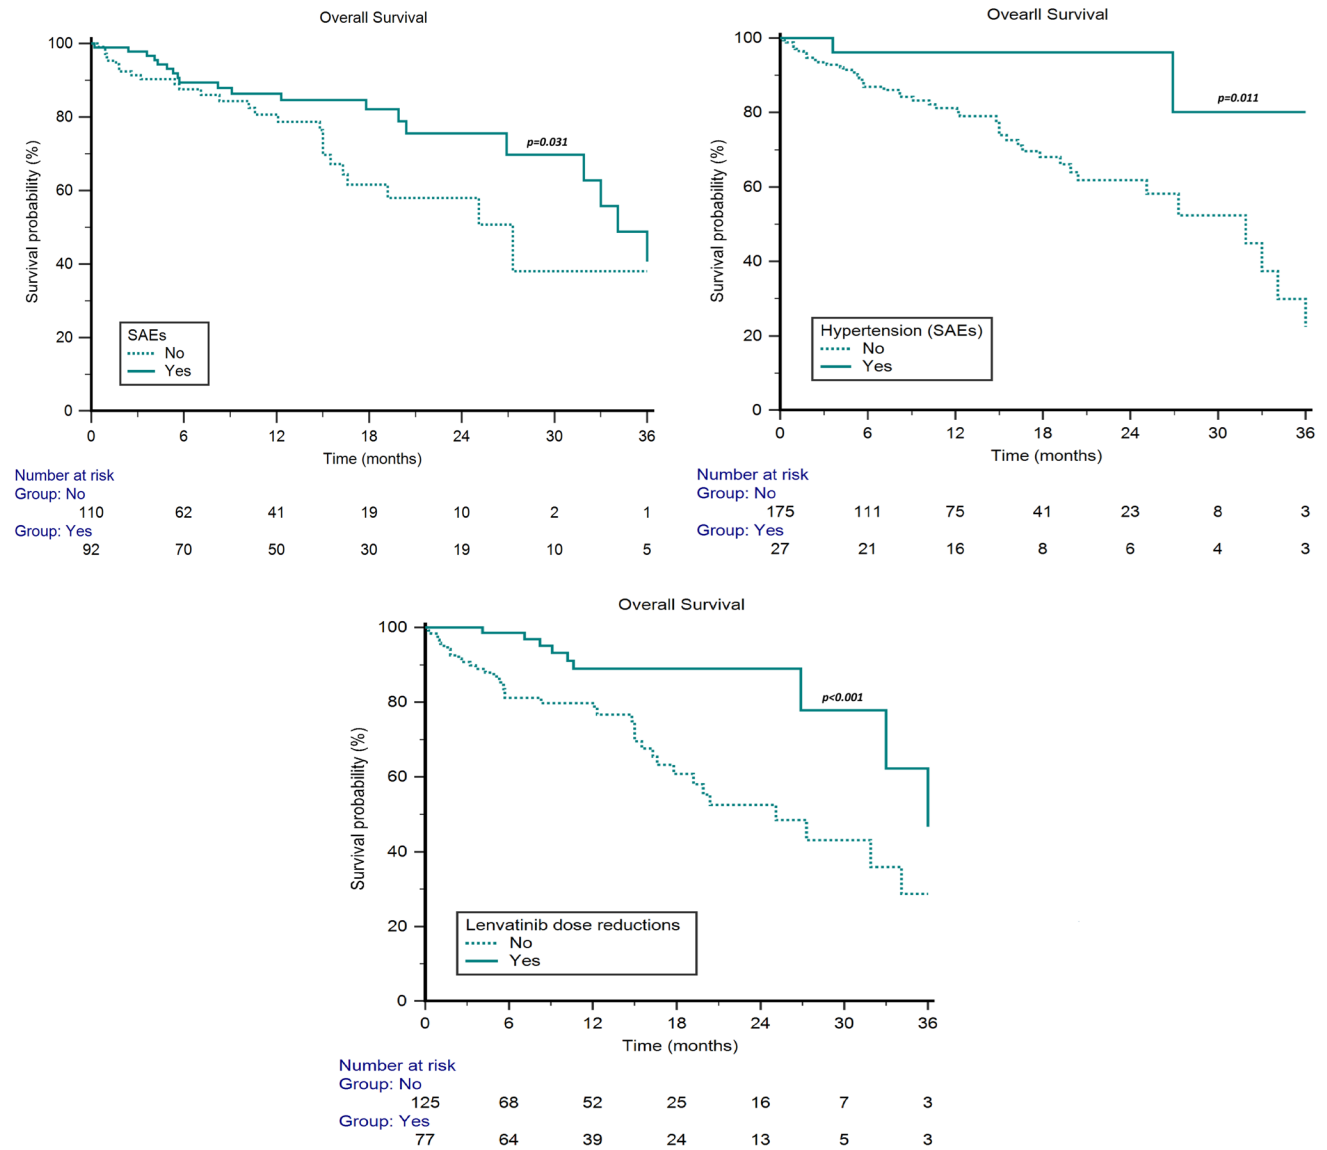 Overall Survival
100
80
60
40
20
0
Survival probability (%)
p=0.031
SAEs
No
Yes
0 6 12 18 24 30 36
Time (months)
Number at risk
Group: No
110 62 41 19 10 2 1
Group: Yes
92 70 50 30 19 10 5
Ovearll Survival
100
80
60
40
20
0
Survival probability (%)
p=0.011
Hypertension (SAEs)
No
Yes
0 6 12 18 24 30 36
Time (months)
Number at risk
Group: No
175 111 75 41 23 8 3
Group: Yes
27 21 16 8 6 4 3
Overall Survival
100
80
60
40
20
0
Survival probability (%)
p<0.001
Lenvatinib dose reductions
No
Yes
0 6 12 18 24 30 36
Time (months)
Number at risk
Group: No
125 68 52 25 16 7 3
Group: Yes
77 64 39 24 13 5 3